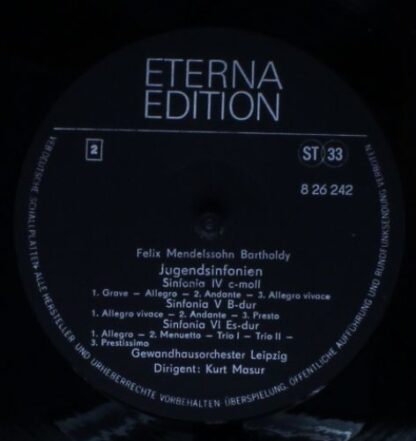 ETERNA
EDITION
2
ST 33
8 26 242
Felix Mendelssohn Bartholdy
Jugendsinfonien
Sinfonia IV c-moll
1. Grave — Allegro — 2. Andante — 3. Allegro vivace
Sinfonia V B-dur
1. Allegro vivace — 2. Andante — 3. Presto
Sinfonia VI Es-dur
1. Allegro — 2. Menuetto — Trio I — Trio II —
3. Prestissimo
Gewandhausorchester Leipzig
Dirigent: Kurt Masur
VEB DEUTSCHE SCHALLPLATTEN • ALLE HERSTELLER UND URHEBERRECHTE VORBEHALTEN · ÜBERSPIELUNG, ÖFFENTLICHE AUFFÜHRUNG UND RUNDFUNKSENDUNG VERBOTEN